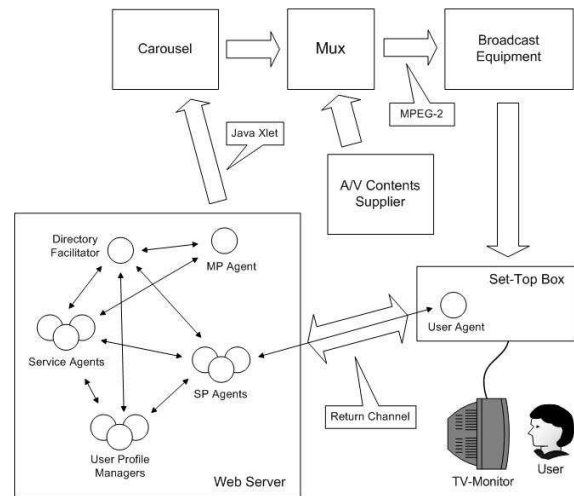 Carousel
Mux
Broadcast
Equipment
MPEG-2
Java Xlet
A/V Contents
Supplier
Directory
Facilitator
MP Agent
Set-Top Box
User Agent
Service Agents
SP Agents
Return Channel
User Profile
Managers
Web Server
TV-Monitor
User